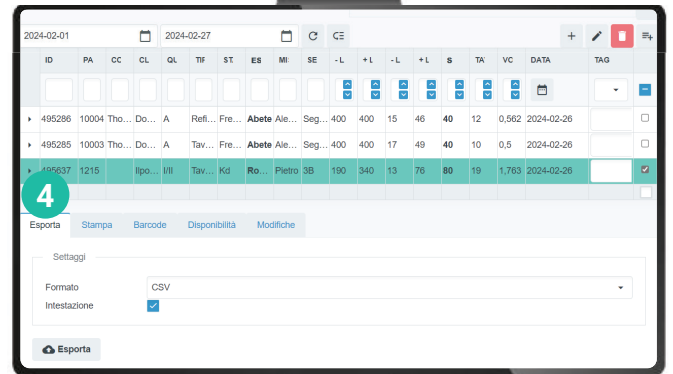 2024-02-01 2024-02-27
ID PA CC CL QU TIF ST. ES MI: SE - L + L - L + L S TA' VC DATA TAG
495286 10004 Tho... Do... A Refi... Fre... Abete Ale... Seg... 400 400 15 46 40 12 0,562 2024-02-26
495285 10003 Tho... Do... A Tav... Fre... Abete Ale... Seg... 400 400 17 49 40 10 0,5 2024-02-26
495637 1215 lipo... I/II Tav... Kd Ro... Pietro 3B 190 340 13 76 80 19 1,763 2024-02-26
4
Esporta Stampa Barcode Disponibilità Modifiche
Settaggi
Formato CSV
Intestazione
Esporta